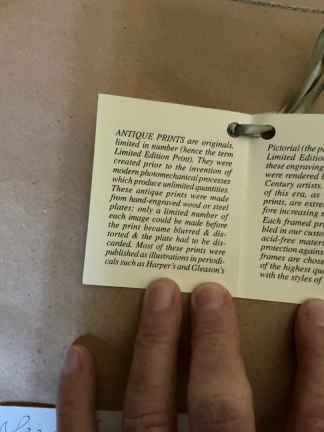 ANTIQUE PRINTS are originals,
limited in number (hence the term
Limited Edition Print). They were
created prior to the invention of
modern photomechanical processes
which produce unlimited quantities.
These antique prints were made
from hand-engraved wood or steel
plates; only a limited number of
each image could be made before
the print became blurred & dis-
torted & the plate had to be dis-
carded. Most of these prints were
published as illustrations in periodi-
cals such as Harper's and Gleason's
Pictorial (the
Limited Editio
these engraving
were rendered
Century artists.
of this era, as
prints, are extre
fore increasing
Each framed pr
bled in our custo
acid-free materi
protection agains
frames are chose
of the highest qu
with the styles of